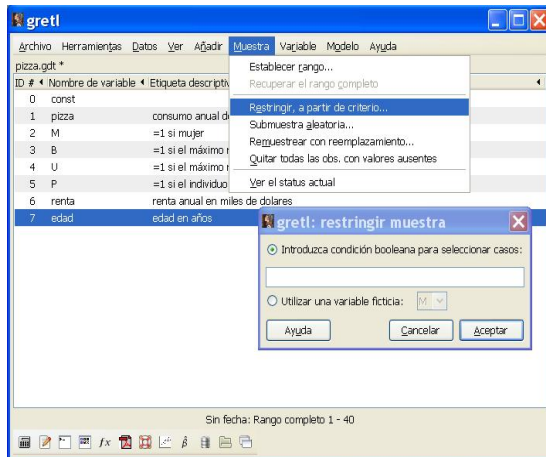 gretl
Archivo Herramientas Datos Ver Añadir Muestra Variable Modelo Ayuda
pizza.gdt *
ID # Nombre de variable Etiqueta descriptiv
0 const
1 pizza consumo anual d
2 M =1 si mujer
3 B =1 si el máximo
4 U =1 si el máximo
5 P =1 si el individuo
6 renta renta anual en miles de dolares
7 edad edad en años
Establecer rango...
Recuperar el rango completo
Restringir, a partir de criterio...
Submuestra aleatoria...
Remuestrear con reemplazamiento...
Quitar todas las obs. con valores ausentes
Ver el status actual
gretl: restringir muestra
Introduzca condición booleana para seleccionar casos:
Utilizar una variable ficticia: M
Ayuda Cancelar Aceptar
Sin fecha: Rango completo 1 - 40
fx β̂